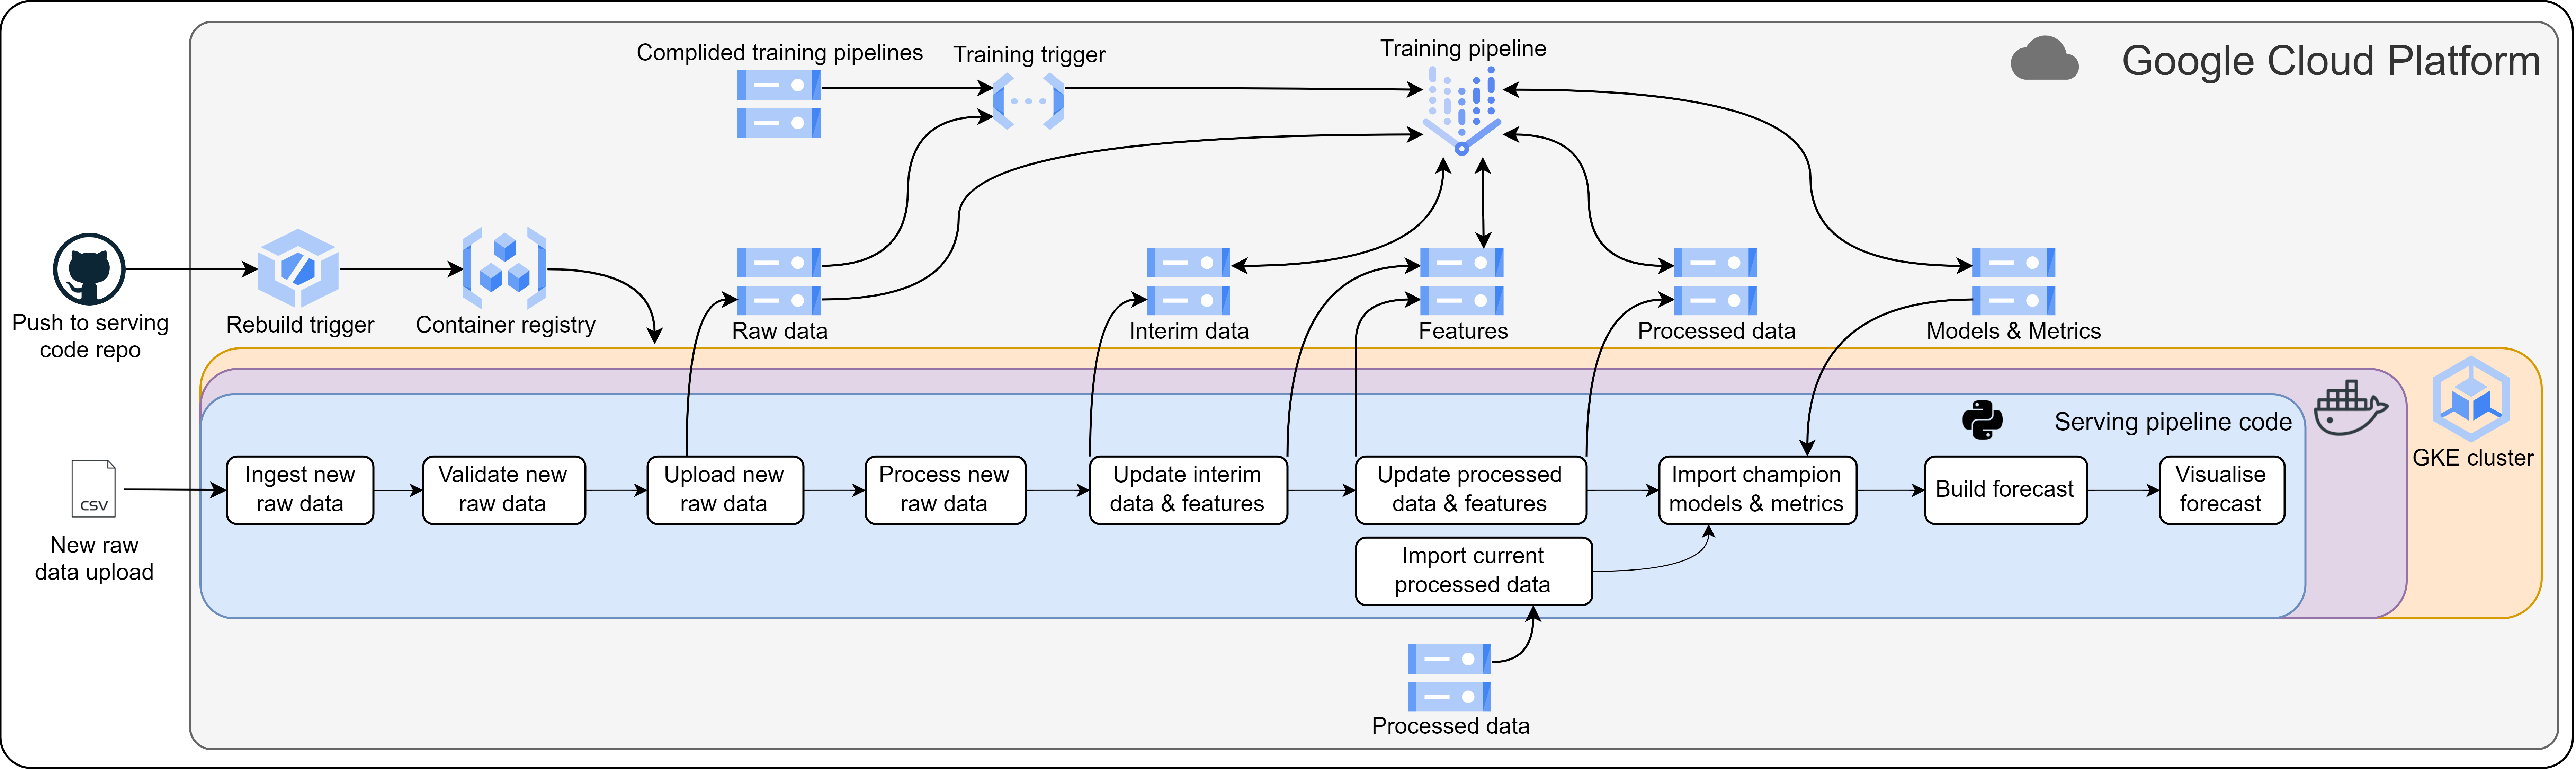 Complided training pipelines
Training trigger
Training pipeline
Google Cloud Platform
Push to serving
code repo
Rebuild trigger
Container registry
Raw data
Interim data
Features
Processed data
Models & Metrics
Serving pipeline code
GKE cluster
CSV
New raw
data upload
Ingest new
raw data
Validate new
raw data
Upload new
raw data
Process new
raw data
Update interim
data & features
Update processed
data & features
Import champion
models & metrics
Build forecast
Visualise
forecast
Import current
processed data
Processed data